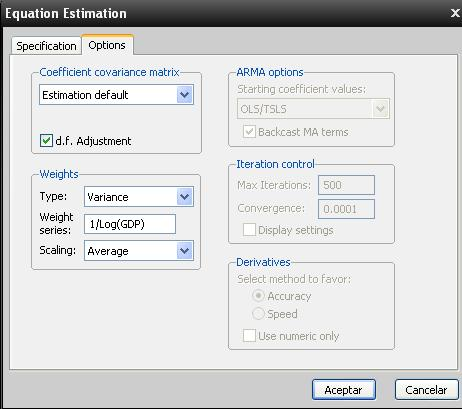 Equation Estimation
x
Specification
Options
Coefficient covariance matrix
Estimation default
d.f. Adjustment
Weights
Type:
Variance
Weight series:
1/Log(GDP)
Scaling:
Average
ARMA options
Starting coefficient values:
OLS/TSLS
Backcast MA terms
Iteration control
Max Iterations:
500
Convergence:
0.0001
Display settings
Derivatives
Select method to favor:
Accuracy
Speed
Use numeric only
Aceptar
Cancelar